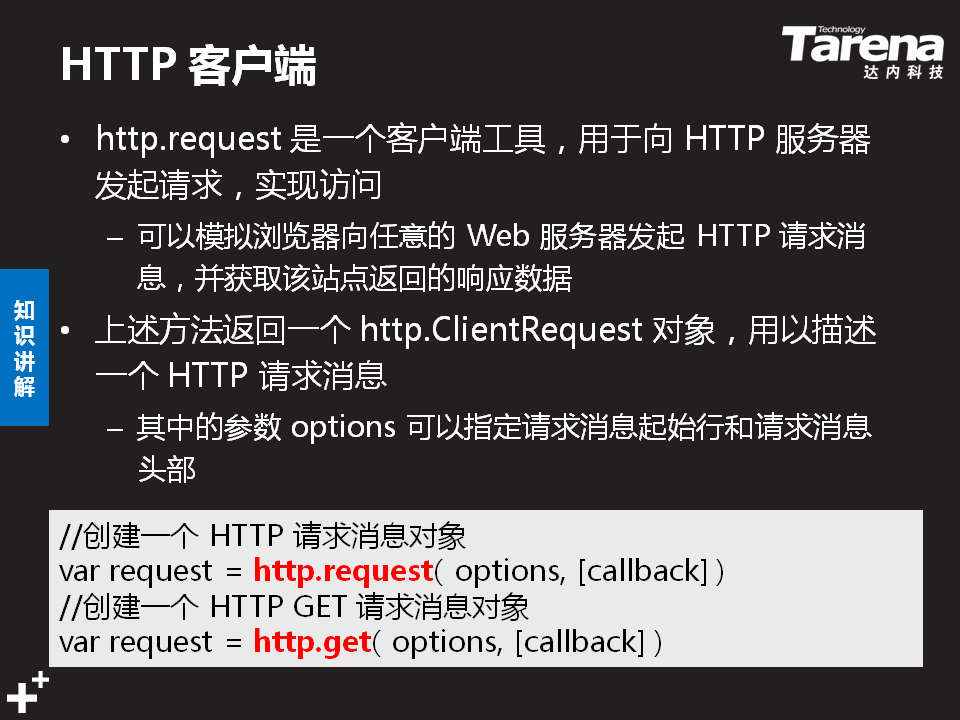 HTTP 客户端
Technology
Tarena
达内科技
• http.request 是一个客户端工具，用于向 HTTP 服务器
发起请求，实现访问
– 可以模拟浏览器向任意的 Web 服务器发起 HTTP 请求消
息，并获取该站点返回的响应数据
知识讲解
• 上述方法返回一个 http.ClientRequest 对象，用以描述
一个 HTTP 请求消息
– 其中的参数 options 可以指定请求消息起始行和请求消息
头部
//创建一个 HTTP 请求消息对象
var request = http.request( options, [callback] )
//创建一个 HTTP GET 请求消息对象
var request = http.get( options, [callback] )